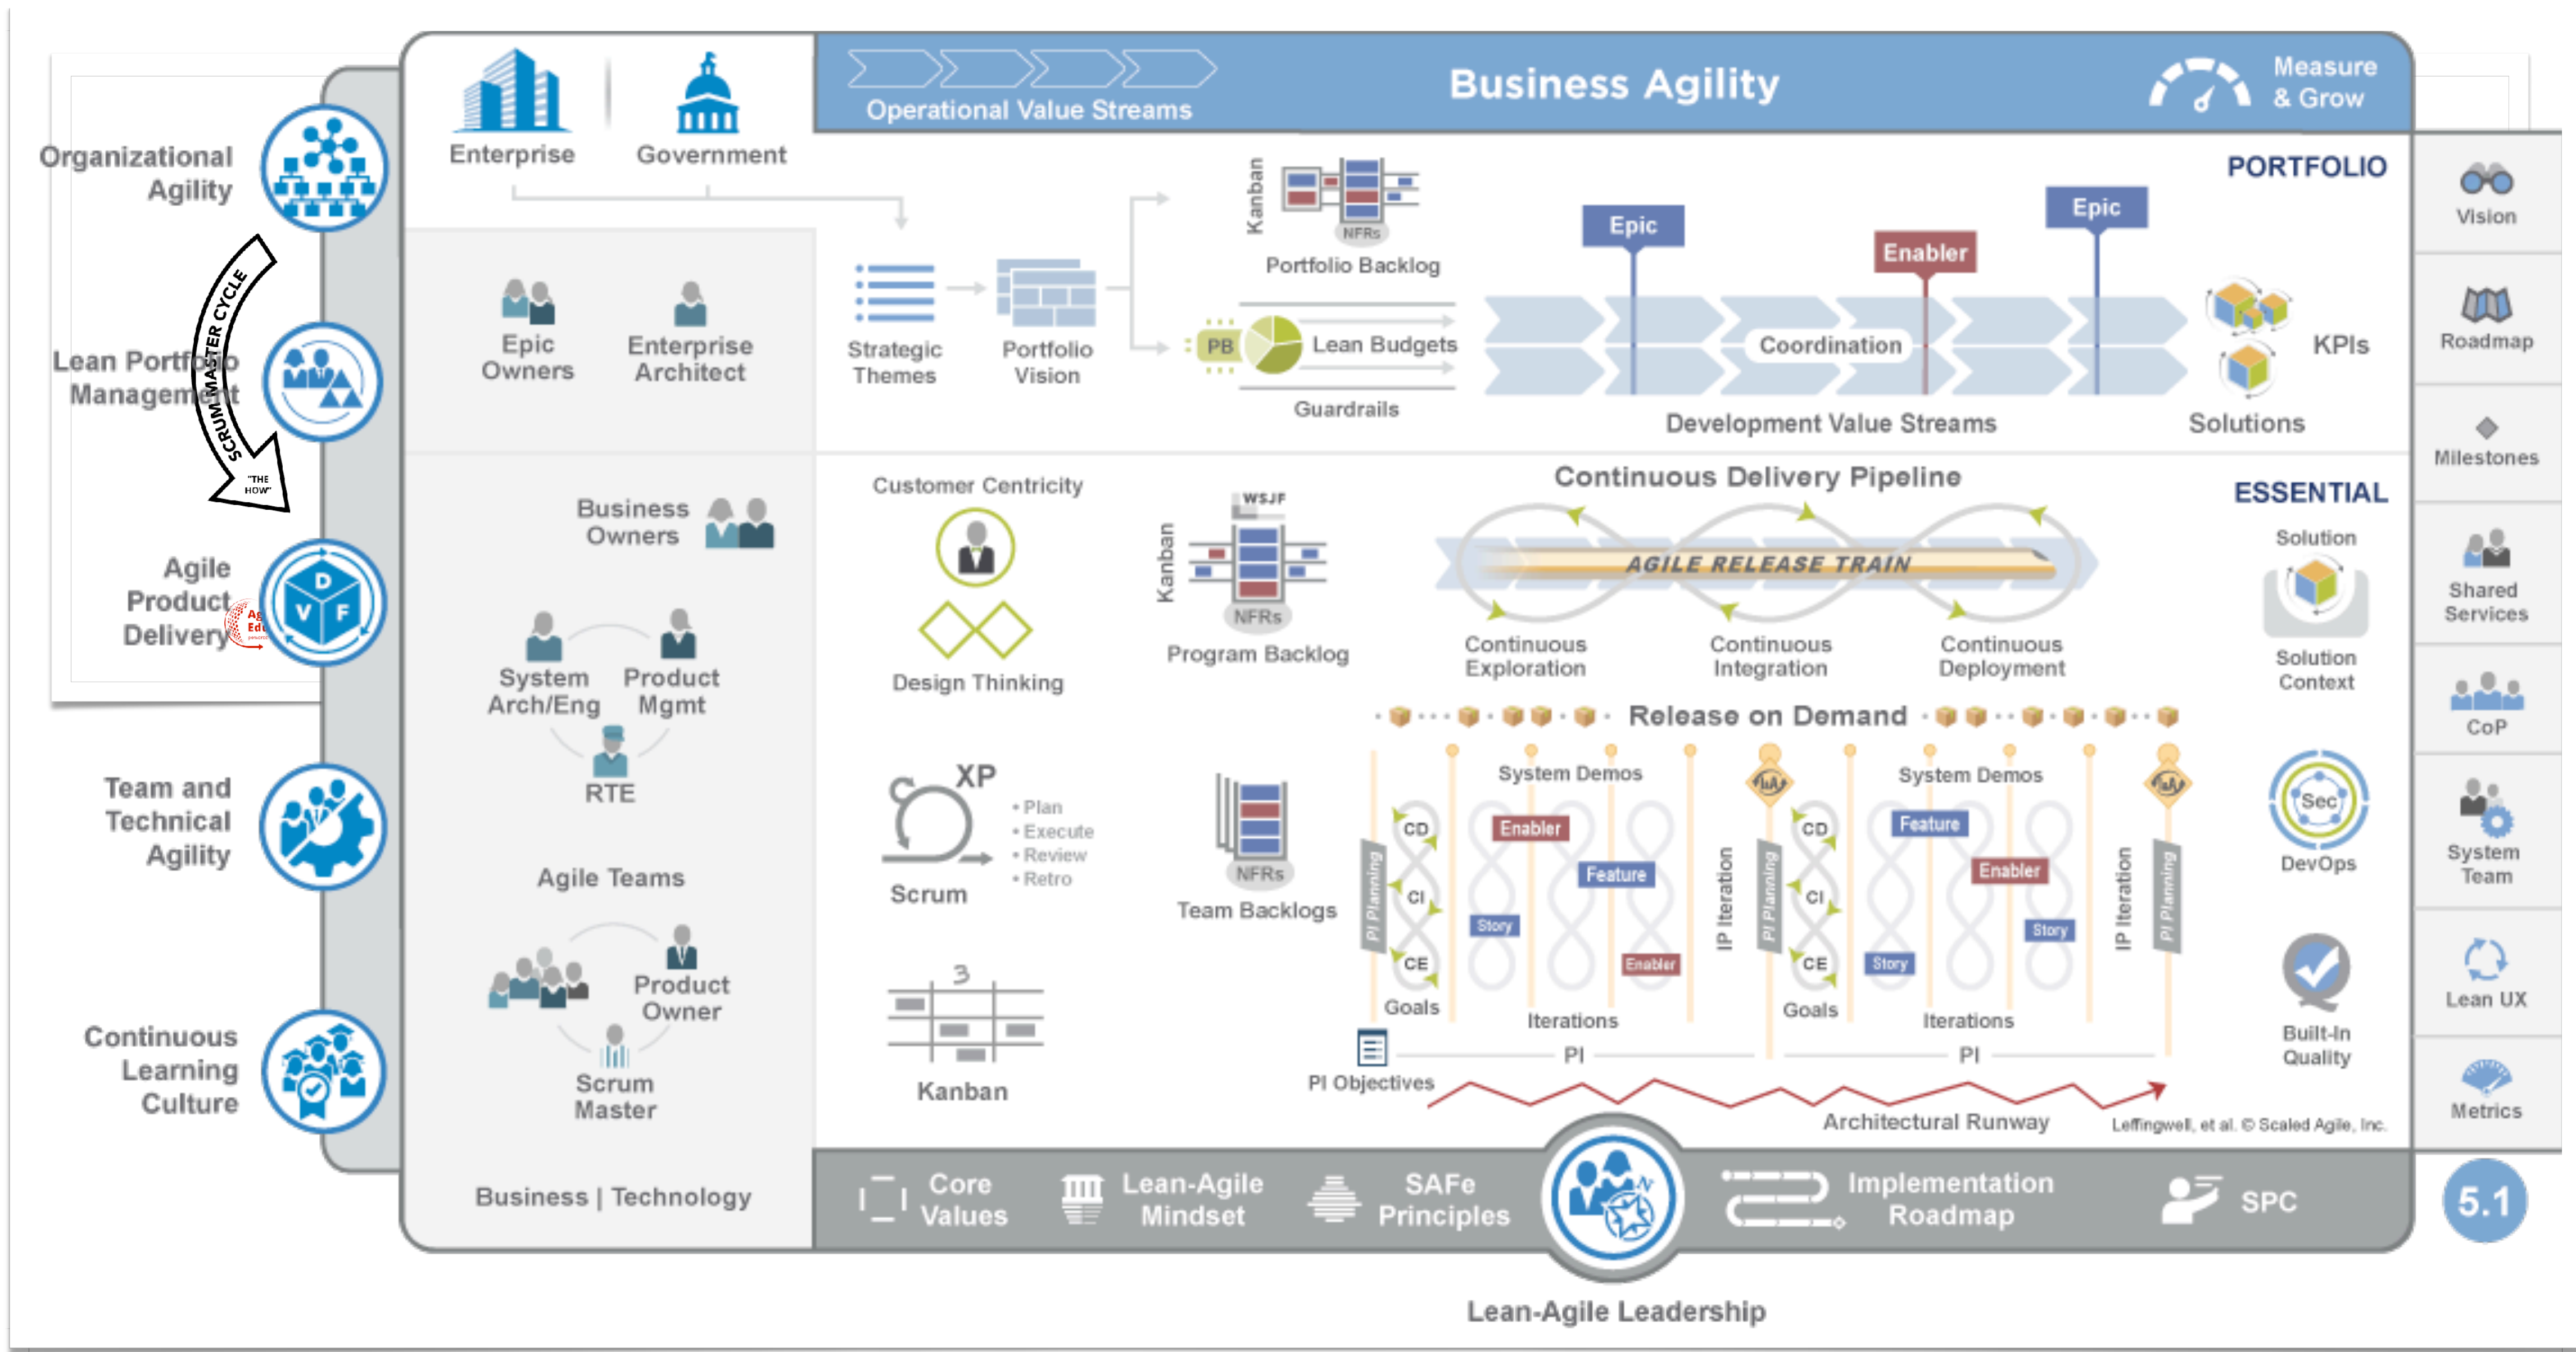 Organizational
Agility
SCRUM MASTER CYCLE
"THE
HOW"
Lean Portfolio
Management
Agile
Product
Delivery
D
V F
Team and
Technical
Agility
Continuous
Learning
Culture
Enterprise
Government
Operational Value Streams
Business Agility
Measure
& Grow
PORTFOLIO
Epic
Owners
Enterprise
Architect
Strategic
Themes
Portfolio
Vision
Kanban
NFRs
Portfolio Backlog
PB
Lean Budgets
Guardrails
Epic
Enabler
Epic
Coordination
Development Value Streams
KPIs
Solutions
Business
Owners
System
Arch/Eng
Product
Mgmt
RTE
Agile Teams
Product
Owner
Scrum
Master
Business | Technology
Customer Centricity
Design Thinking
XP
• Plan
• Execute
• Review
• Retro
Scrum
3
Kanban
WSJF
Kanban
NFRs
Program Backlog
NFRs
Team Backlogs
Continuous Delivery Pipeline
AGILE RELEASE TRAIN
Continuous
Exploration
Continuous
Integration
Continuous
Deployment
Release on Demand
System Demos
System Demos
PI Planning
CD
CI
CE
Goals
Enabler
Feature
Story
Enabler
Iterations
IP Iteration
I&A
PI Planning
CD
CI
CE
Goals
Feature
Enabler
Story
Story
Iterations
IP Iteration
I&A
PI Planning
PI
PI
PI Objectives
Architectural Runway
ESSENTIAL
Solution
Solution
Context
Sec
DevOps
Built-In
Quality
Leffingwell, et al. © Scaled Agile, Inc.
Vision
Roadmap
Milestones
Shared
Services
CoP
System
Team
Lean UX
Metrics
Core
Values
Lean-Agile
Mindset
SAFe
Principles
N
Implementation
Roadmap
SPC
5.1
Lean-Agile Leadership